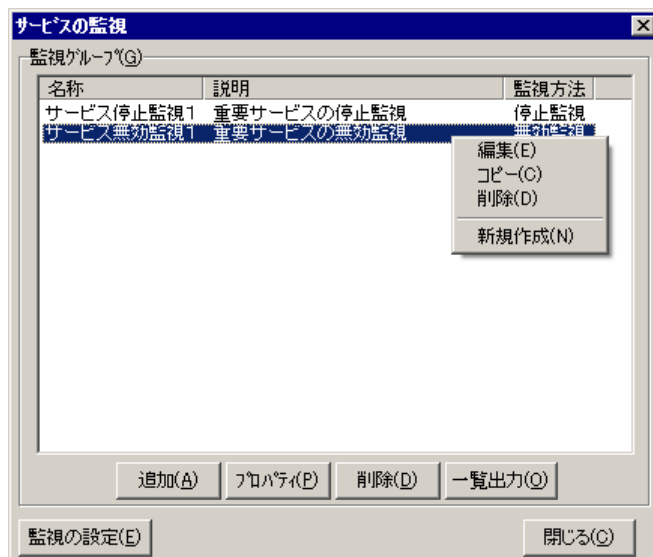 サービスの監視
監視ｸﾞﾙｰﾌﾟ(G)
名称 説明 監視方法
サービス停止監視1 重要サービスの停止監視 停止監視
サービス無効監視1 重要サービスの無効監視 無効監視
編集(E)
コピー(C)
削除(D)
新規作成(N)
追加(A) ﾌﾟﾛﾊﾟﾃｨ(P) 削除(D) 一覧出力(O)
監視の設定(E) 閉じる(C)